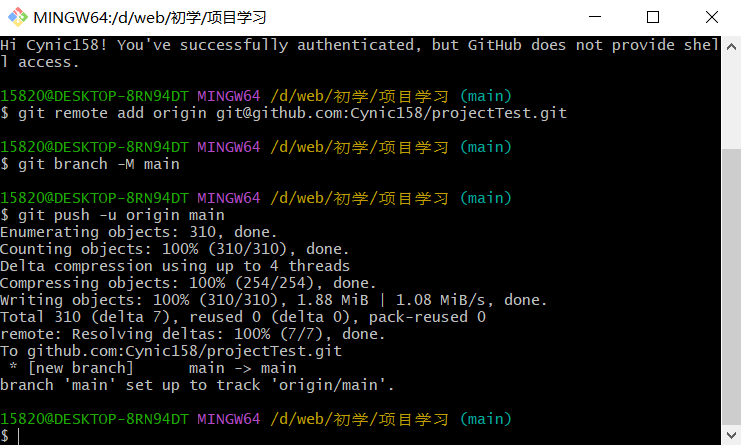 MINGW64:/d/web/初学/项目学习
Hi Cynic158! You've successfully authenticated, but GitHub does not provide shel
l access.
15820@DESKTOP-8RN94DT MINGW64 /d/web/初学/项目学习 (main)
$ git remote add origin git@github.com:Cynic158/projectTest.git
15820@DESKTOP-8RN94DT MINGW64 /d/web/初学/项目学习 (main)
$ git branch -M main
15820@DESKTOP-8RN94DT MINGW64 /d/web/初学/项目学习 (main)
$ git push -u origin main
Enumerating objects: 310, done.
Counting objects: 100% (310/310), done.
Delta compression using up to 4 threads
Compressing objects: 100% (254/254), done.
Writing objects: 100% (310/310), 1.88 MiB | 1.08 MiB/s, done.
Total 310 (delta 7), reused 0 (delta 0), pack-reused 0
remote: Resolving deltas: 100% (7/7), done.
To github.com:Cynic158/projectTest.git
 * [new branch]      main -> main
branch 'main' set up to track 'origin/main'.
15820@DESKTOP-8RN94DT MINGW64 /d/web/初学/项目学习 (main)
$